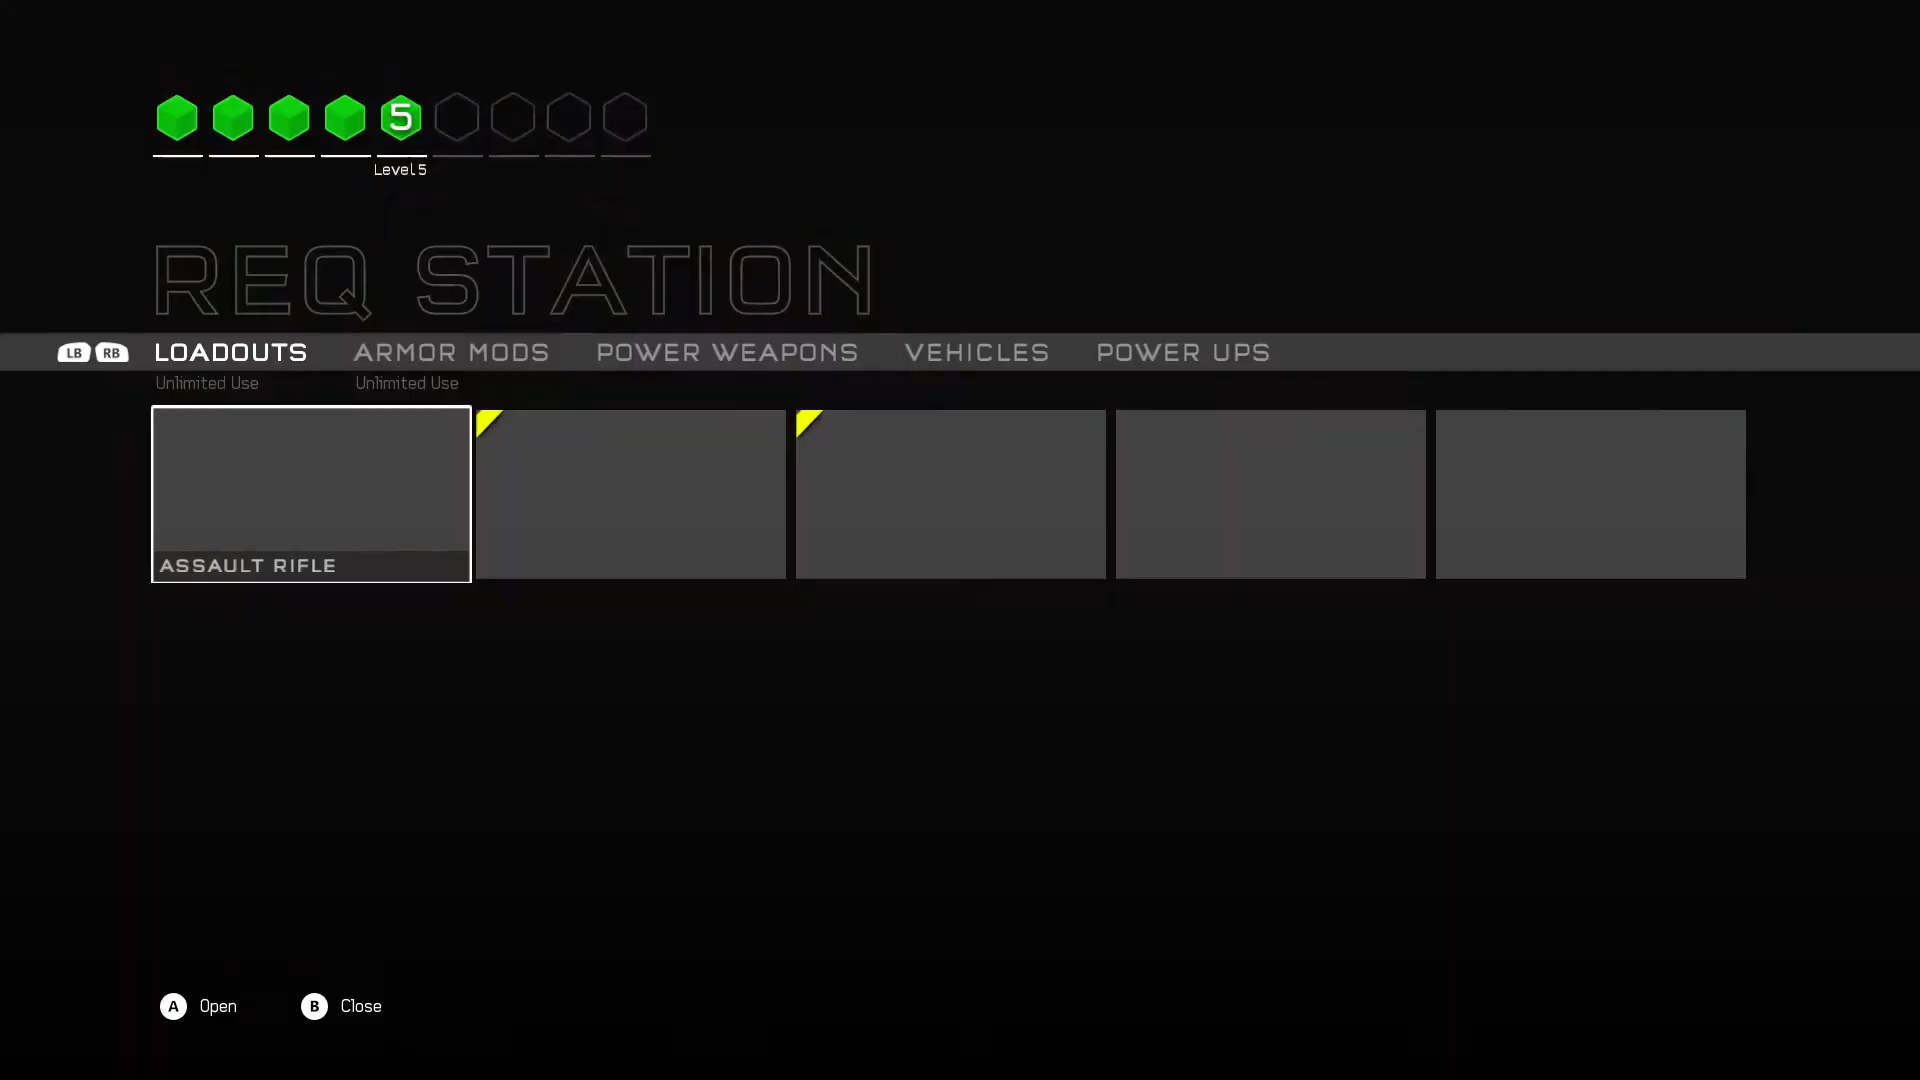 5
Level 5
REQ STATION
LB RB LOADOUTS ARMOR MODS POWER WEAPONS VEHICLES POWER UPS
Unlimited Use Unlimited Use
ASSAULT RIFLE
A Open B Close